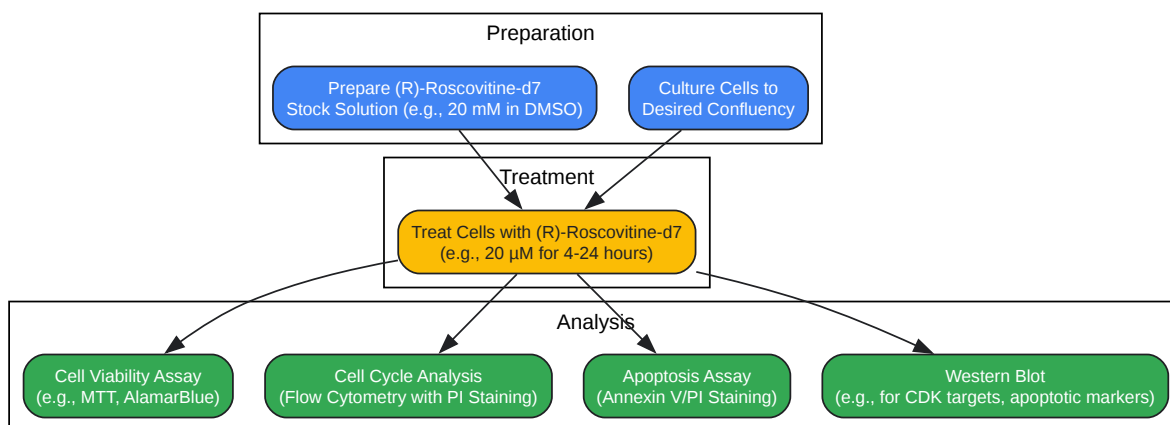 Preparation
Prepare (R)-Roscovitine-d7
Stock Solution (e.g., 20 mM in DMSO)
Culture Cells to
Desired Confluency
Treatment
Treat Cells with (R)-Roscovitine-d7
(e.g., 20 µM for 4-24 hours)
Analysis
Cell Viability Assay
(e.g., MTT, AlamarBlue)
Cell Cycle Analysis
(Flow Cytometry with PI Staining)
Apoptosis Assay
(Annexin V/PI Staining)
Western Blot
(e.g., for CDK targets, apoptotic markers)